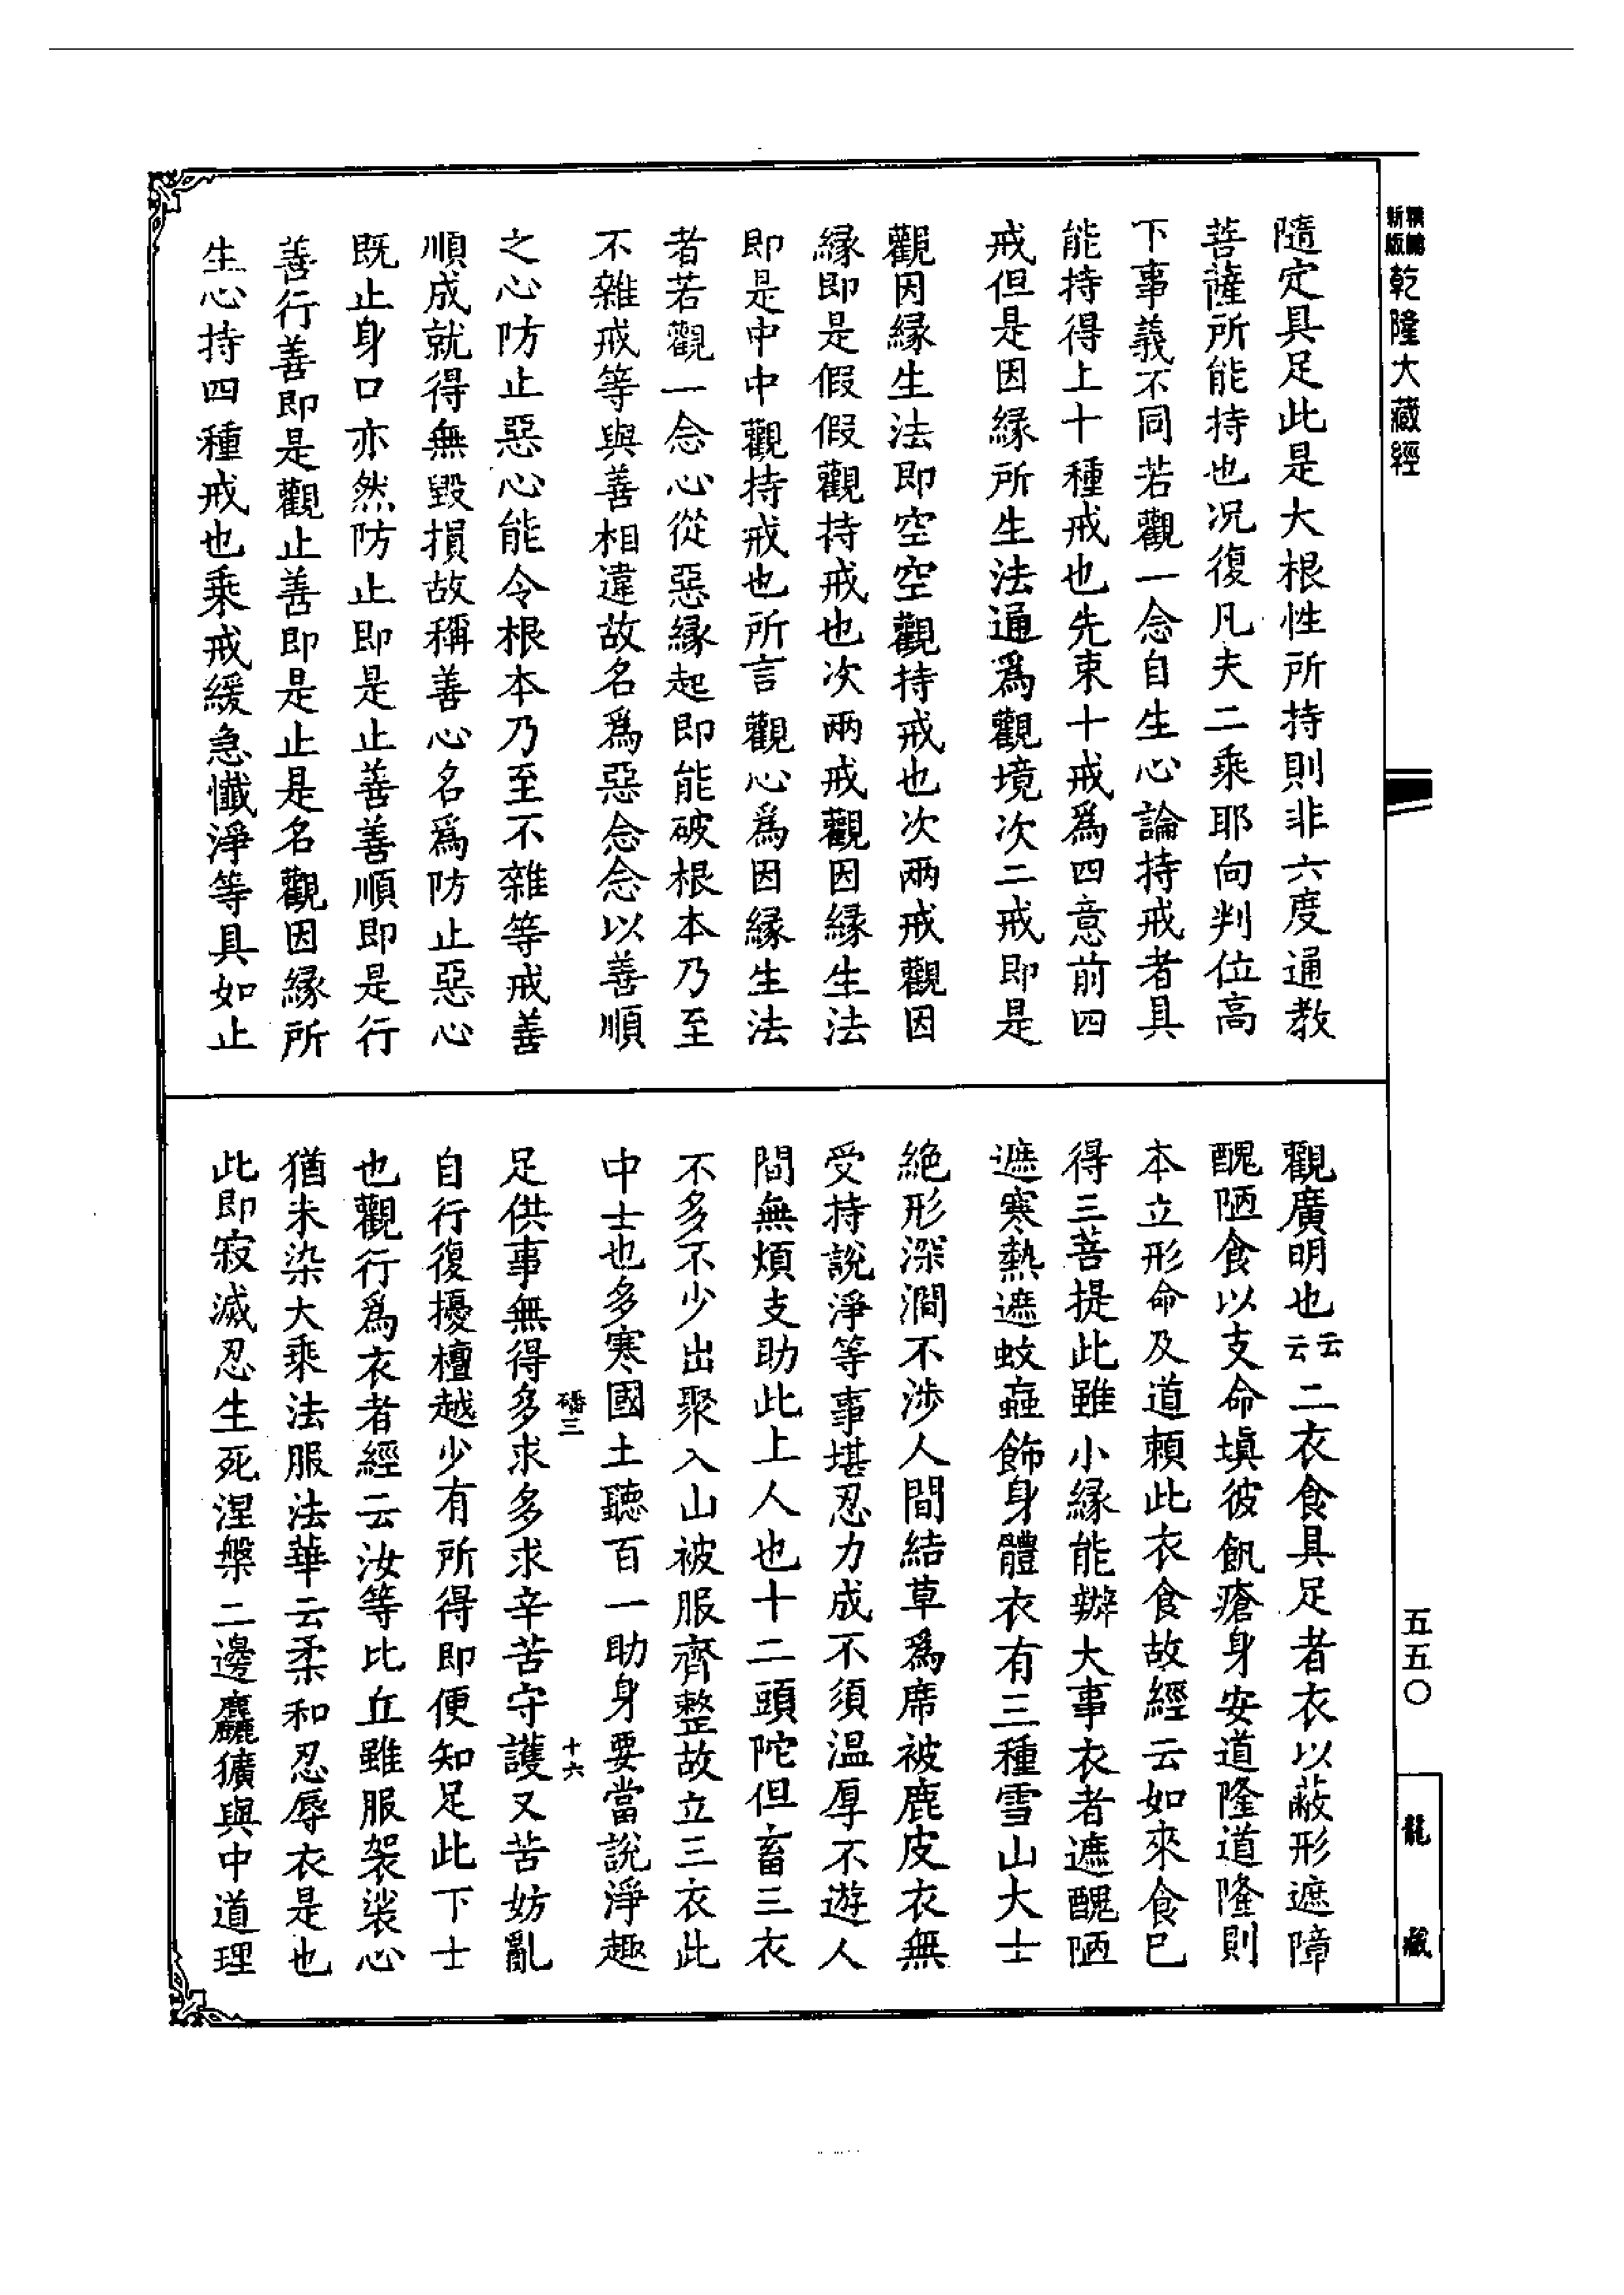 新版
精縮
乾隆大藏經
隨定具足此是大根性所持則非六度通教
菩薩所能持也况復凡夫二乘耶向判位高
下事義不同若觀一念自生心論持戒者具
能持得上十種戒也先束十戒爲四意前四
戒但是因緣所生法通爲觀境次二戒即是
觀因緣生法即空空觀持戒也次兩戒觀因
緣即是假假觀持戒也次兩戒觀因緣生法
即是中中觀持戒也所言觀心爲因緣生法
者若觀一念心從惡緣起即能破根本乃至
不雜戒等與善相違故名爲惡念念以善順
之心防止惡心能令根本乃至不雜等戒善
順成就得無毀損故稱善心名爲防止惡心
既止身口亦然防止即是止善善順即是行
善行善即是觀止善即是止是名觀因緣所
生心持四種戒也乘戒緩急懺淨等具如止
觀廣明也云云二衣食具足者衣以蔽形遮障
醜陋食以支命填彼飢瘡身安道隆道隆則
本立形命及道賴此衣食故經云如來食已
得三菩提此雖小緣能辦大事衣者遮醜陋
遮寒熱遮蚊蝱飾身體衣有三種雪山大士
絕形深澗不涉人間結草爲席被鹿皮衣無
受持說淨等事堪忍力成不須溫厚不遊人
間無煩支助此上人也十二頭陀但畜三衣
不多不少出聚入山被服齊整故立三衣此
中士也多寒國土聽百一助身要當說淨趣
磻三
十六
足供事無得多求多求辛苦守護又苦妨亂
自行復擾檀越少有所得即便知足此下士
也觀行爲衣者經云汝等比丘雖服袈裟心
猶未染大乘法服法華云柔和忍辱衣是也
此即寂滅忍生死涅槃二邊麤獷與中道理
五五〇
龍藏